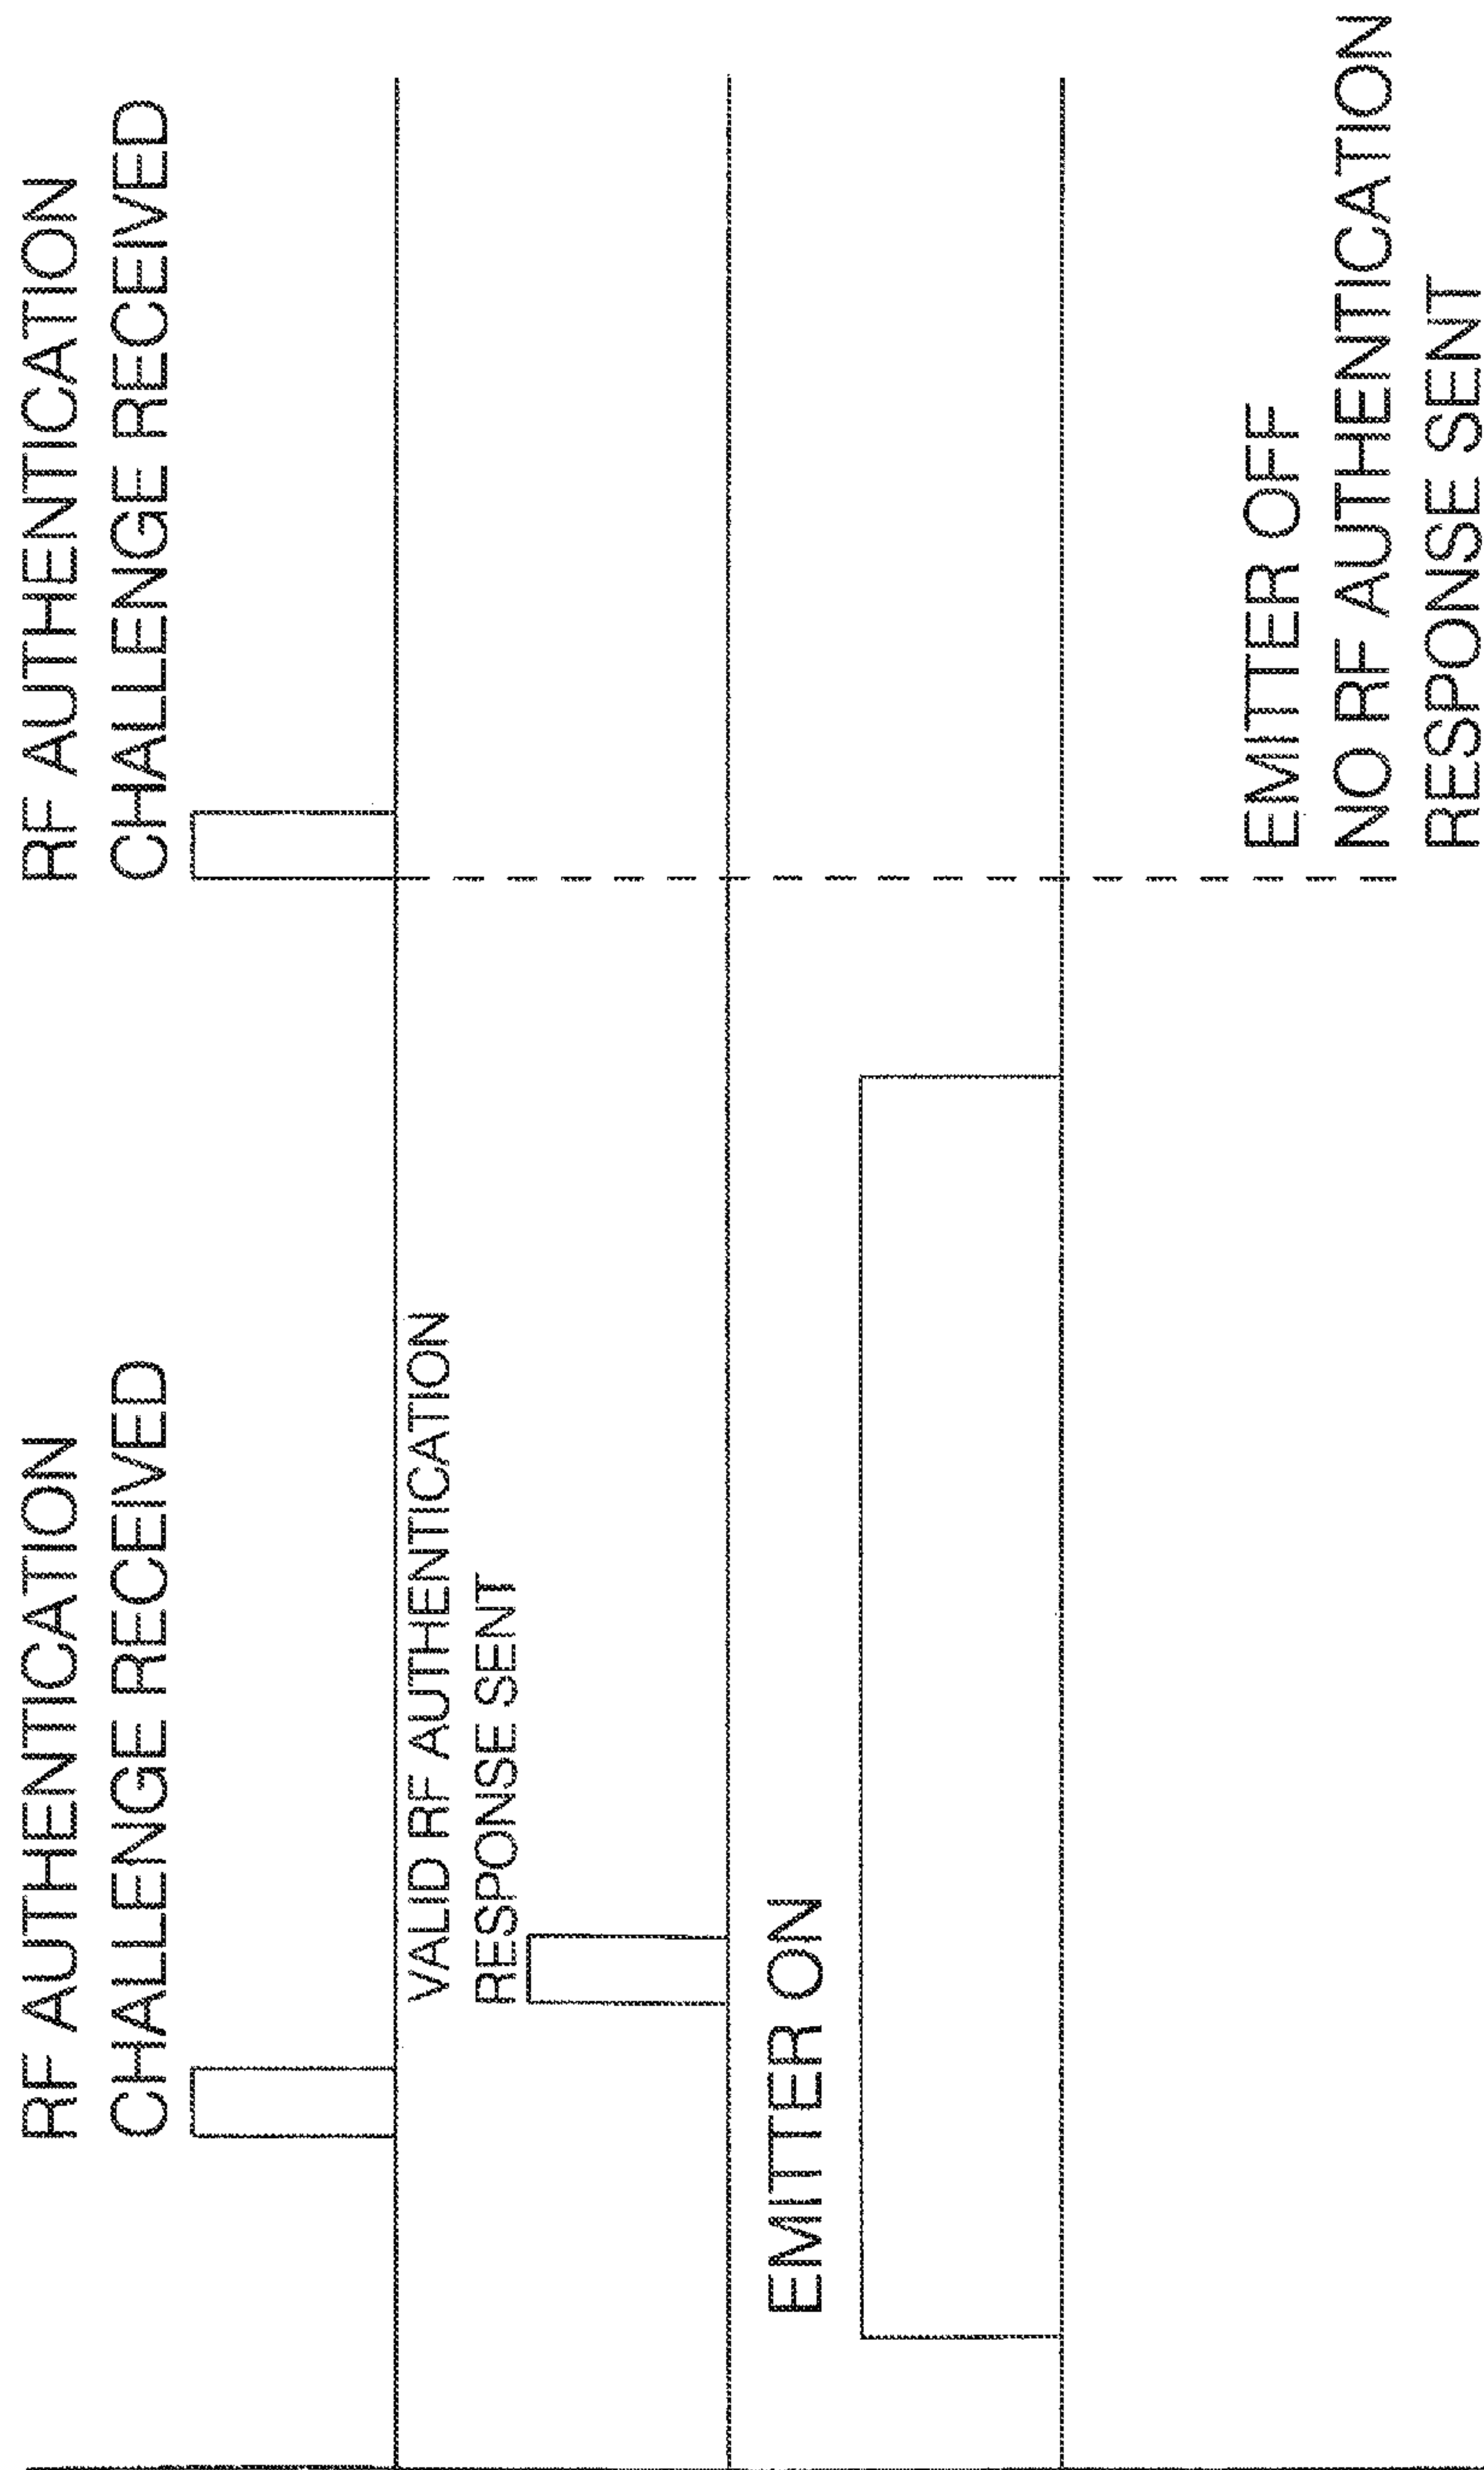 RF AUTHENTICATION
CHALLENGE RECEIVED
RF AUTHENTICATION
CHALLENGE RECEIVED
VALID RF AUTHENTICATION
RESPONSE SENT
EMITTER ON
EMITTER OFF
NO RF AUTHENTICATION
RESPONSE SENT